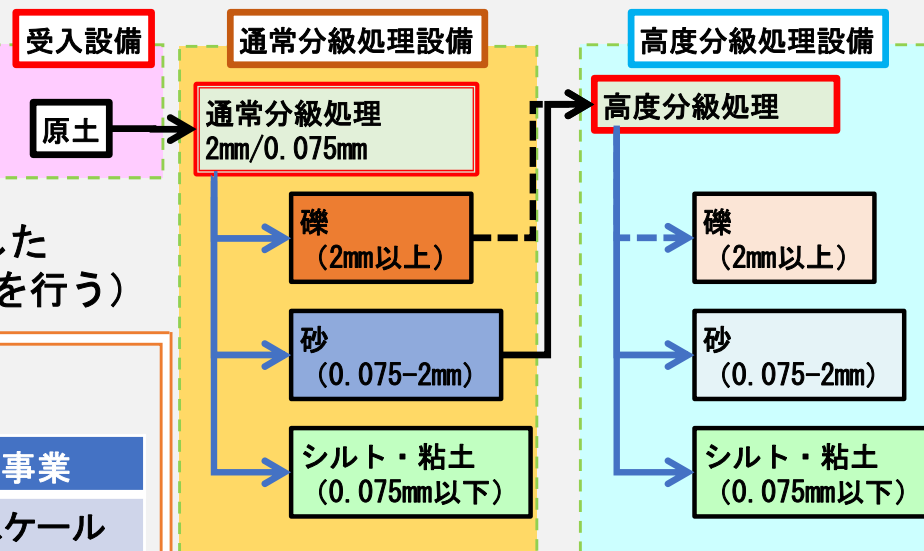 受入設備
通常分級処理設備
高度分級処理設備
原土
通常分級処理
2mm/0.075mm
高度分級処理
礫
（2mm以上）
砂
（0.075-2mm）
シルト・粘土
（0.075mm以下）
礫
（2mm以上）
砂
（0.075-2mm）
シルト・粘土
（0.075mm以下）
した
を行う）
事業
スケール